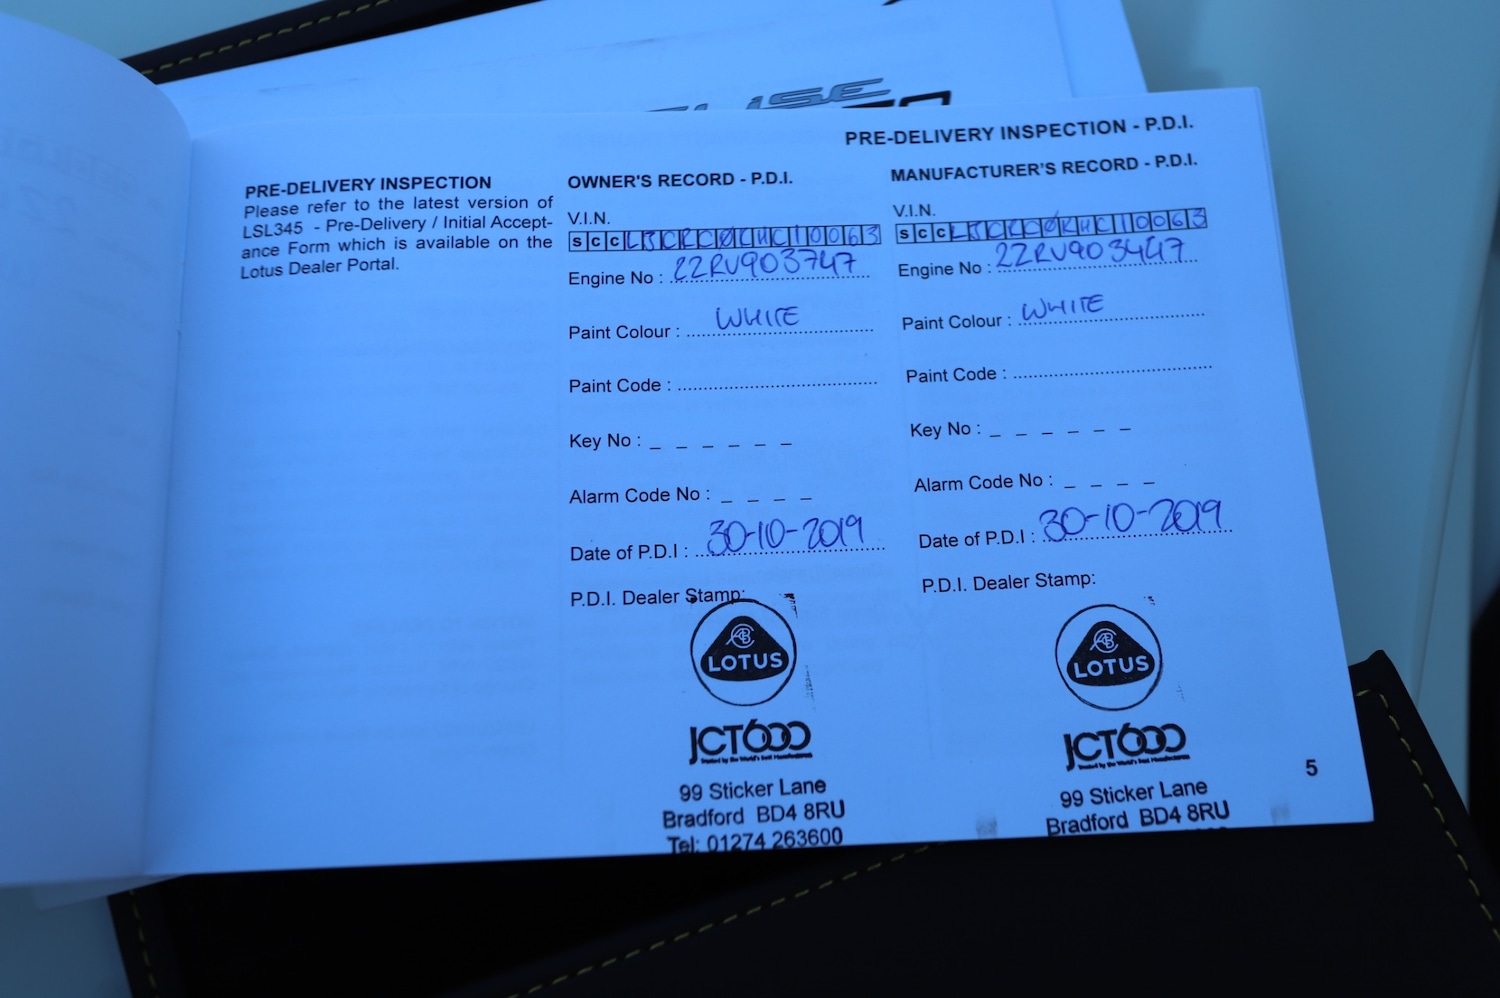 PRE-DELIVERY INSPECTION - P.D.I.
PRE-DELIVERY INSPECTION
Please refer to the latest version of
LSL345 - Pre-Delivery / Initial Accept-
ance Form which is available on the
Lotus Dealer Portal.
OWNER'S RECORD - P.D.I.
V.I.N.
SCCLJCRC0KHC10063
Engine No : 22RU903747
Paint Colour : WHITE
Paint Code :
Key No : _ _ _ _ _ _
Alarm Code No : _ _ _ _
Date of P.D.I : 30-10-2019
P.D.I. Dealer Stamp:
LOTUS
JCT600
99 Sticker Lane
Bradford BD4 8RU
Tel: 01274 263600
MANUFACTURER'S RECORD - P.D.I.
V.I.N.
SCCLJCRC0KHC10063
Engine No : 22RU903447
Paint Colour : WHITE
Paint Code :
Key No : _ _ _ _ _ _
Alarm Code No : _ _ _ _
Date of P.D.I : 30-10-2019
P.D.I. Dealer Stamp:
LOTUS
JCT600
99 Sticker Lane
Bradford BD4 8RU
5